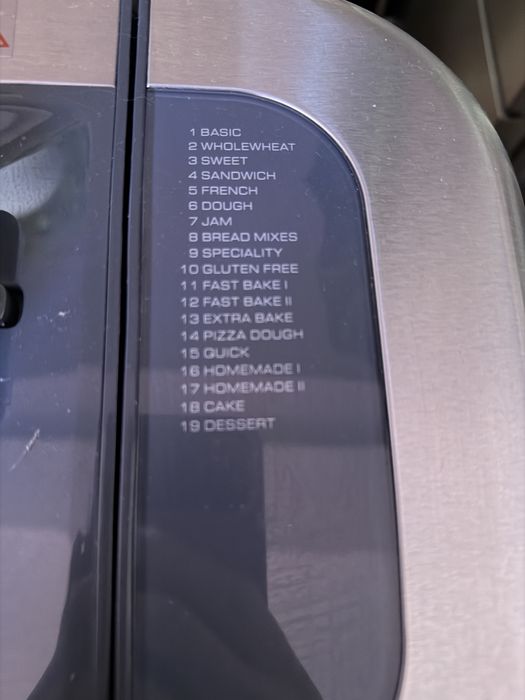 1 BASIC
2 WHOLEWHEAT
3 SWEET
4 SANDWICH
5 FRENCH
6 DOUGH
7 JAM
8 BREAD MIXES
9 SPECIALITY
10 GLUTEN FREE
11 FAST BAKE I
12 FAST BAKE II
13 EXTRA BAKE
14 PIZZA DOUGH
15 QUICK
16 HOMEMADE I
17 HOMEMADE II
18 CAKE
19 DESSERT